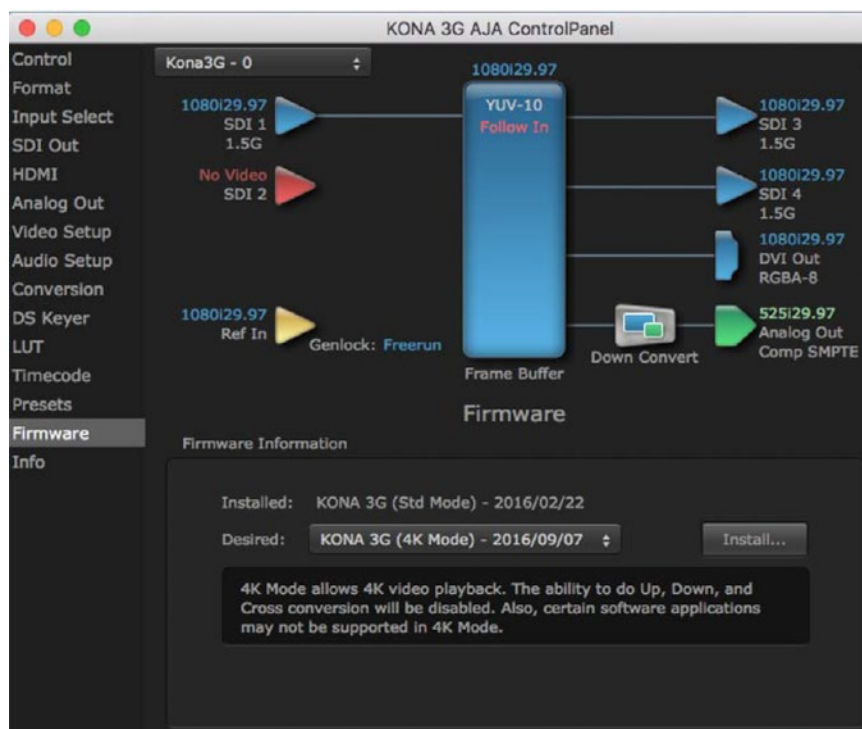 KONA 3G AJA ControlPanel
Control
Format
Input Select
SDI Out
HDMI
Analog Out
Video Setup
Audio Setup
Conversion
DS Keyer
LUT
Timecode
Presets
Firmware
Info
Kona3G - 0
1080i29.97
SDI 1
1.5G
No Video
SDI 2
1080i29.97
Ref In
Genlock: Freerun
1080i29.97
YUV-10
Follow In
Frame Buffer
Down Convert
1080i29.97
SDI 3
1.5G
1080i29.97
SDI 4
1.5G
1080i29.97
DVI Out
RGBA-8
525i29.97
Analog Out
Comp SMPTE
Firmware
Firmware Information
Installed: KONA 3G (Std Mode) - 2016/02/22
Desired: KONA 3G (4K Mode) - 2016/09/07
Install...
4K Mode allows 4K video playback. The ability to do Up, Down, and
Cross conversion will be disabled. Also, certain software applications
may not be supported in 4K Mode.